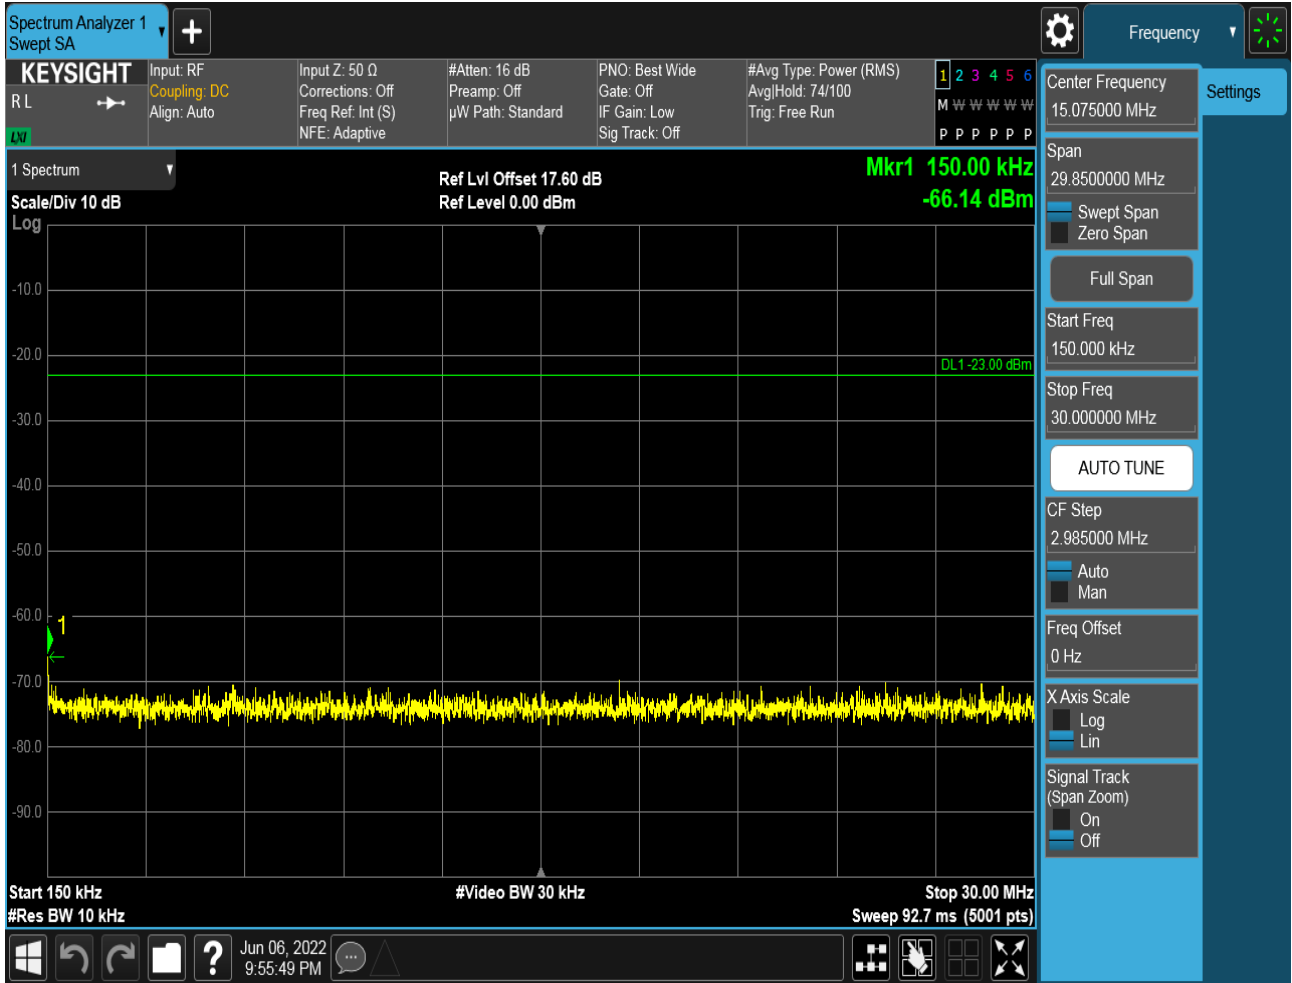 Spectrum Analyzer 1
Swept SA
Frequency
KEYSIGHT
R L
LXI
Input: RF
Coupling: DC
Align: Auto
Input Z: 50 Ω
Corrections: Off
Freq Ref: Int (S)
NFE: Adaptive
#Atten: 16 dB
Preamp: Off
µW Path: Standard
PNO: Best Wide
Gate: Off
IF Gain: Low
Sig Track: Off
#Avg Type: Power (RMS)
Avg|Hold: 74/100
Trig: Free Run
1 2 3 4 5 6
M W W W W W
P P P P P P
1 Spectrum
Scale/Div 10 dB
Log
Ref Lvl Offset 17.60 dB
Ref Level 0.00 dBm
Mkr1 150.00 kHz
-66.14 dBm
-10.0
-20.0
DL1 -23.00 dBm
-30.0
-40.0
-50.0
-60.0
1
-70.0
-80.0
-90.0
Start 150 kHz
#Res BW 10 kHz
#Video BW 30 kHz
Stop 30.00 MHz
Sweep 92.7 ms (5001 pts)
?
Jun 06, 2022
9:55:49 PM
Center Frequency
15.075000 MHz
Settings
Span
29.8500000 MHz
Swept Span
Zero Span
Full Span
Start Freq
150.000 kHz
Stop Freq
30.000000 MHz
AUTO TUNE
CF Step
2.985000 MHz
Auto
Man
Freq Offset
0 Hz
X Axis Scale
Log
Lin
Signal Track
(Span Zoom)
On
Off